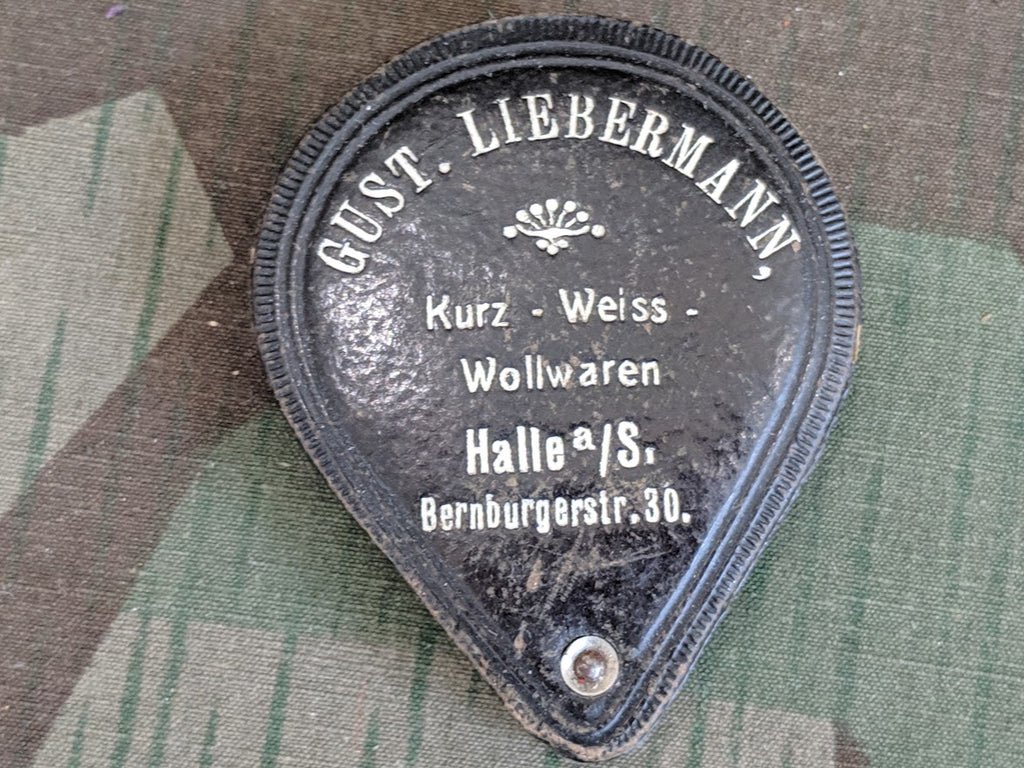 GUST. LIEBERMANN,
Kurz - Weiss -
Wollwaren
Halle a/S.
Bernburgerstr. 30.